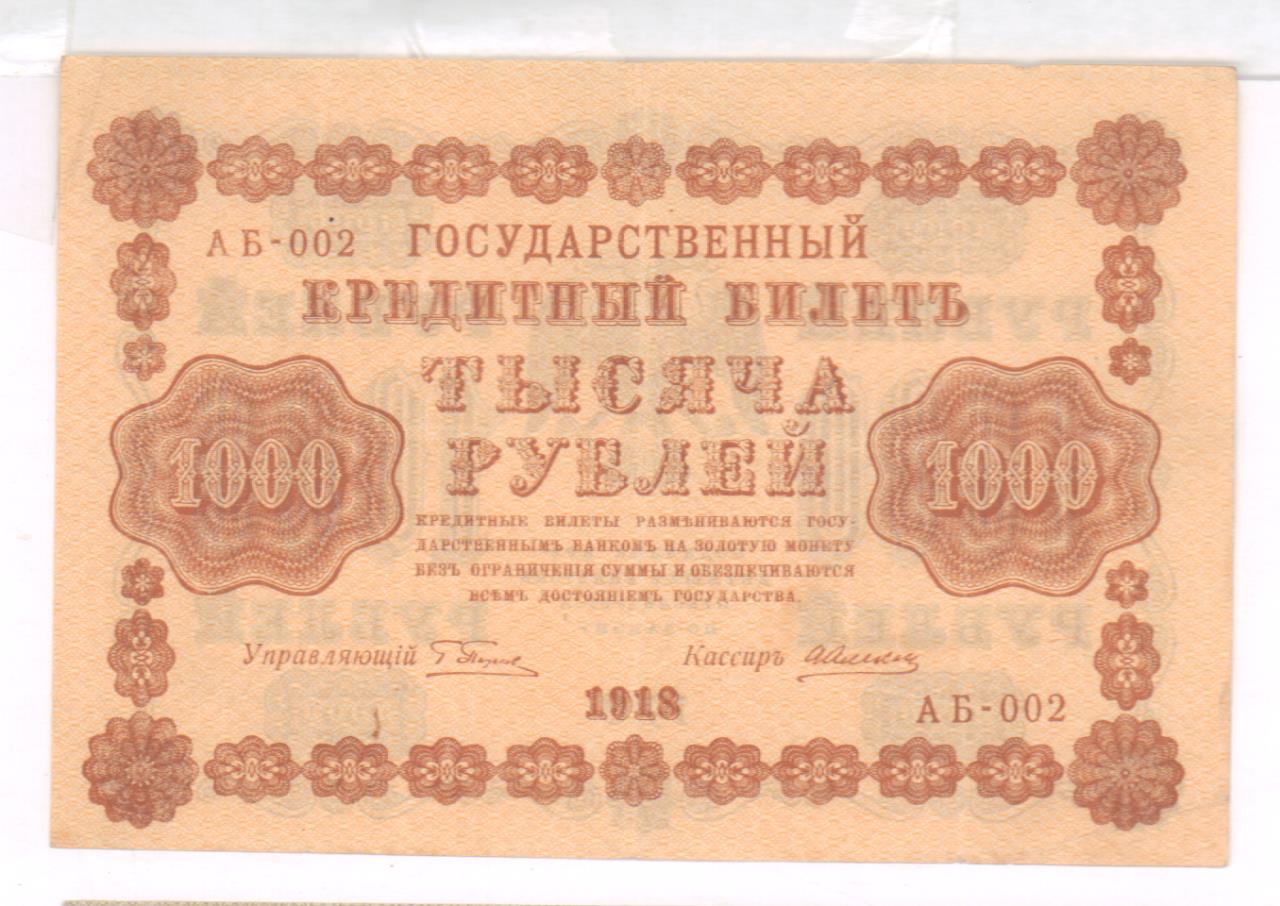 АБ-002 ГОСУДАРСТВЕННЫЙ
КРЕДИТНЫЙ БИЛЕТЪ
ТЫСЯЧА
РУБЛЕЙ
1000
1000
КРЕДИТНЫЕ БИЛЕТЫ РАЗМѢНИВАЮТСЯ ГОСУ-
ДАРСТВЕННЫМЪ БАНКОМЪ НА ЗОЛОТУЮ МОНЕТУ
БЕЗЪ ОГРАНИЧЕНІЯ СУММЫ И ОБЕЗПЕЧИВАЮТСЯ
ВСѢМЪ ДОСТОЯНІЕМЪ ГОСУДАРСТВА.
Управляющій Кассиръ
1918
АБ-002